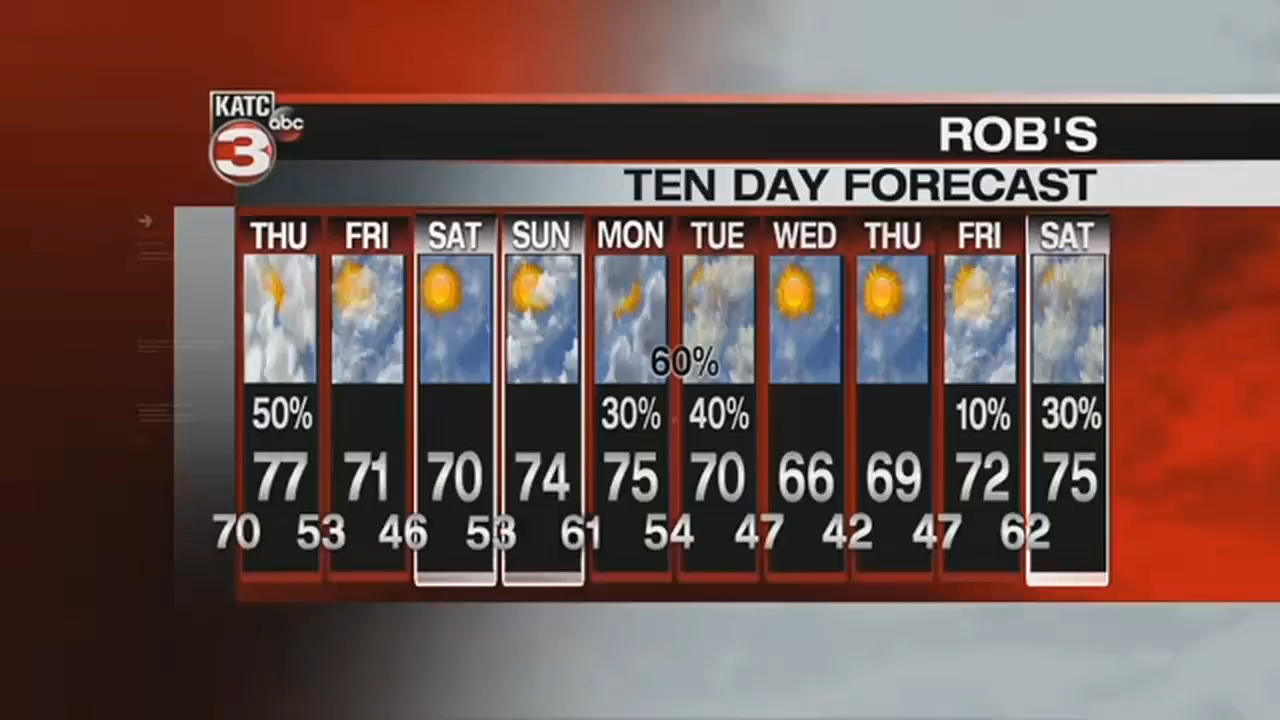 KATC
abc
3
ROB'S
TEN DAY FORECAST
THU FRI SAT SUN MON TUE WED THU FRI SAT
60%
50% 30% 40% 10% 30%
77 71 70 74 75 70 66 69 72 75
70 53 46 53 61 54 47 42 47 62